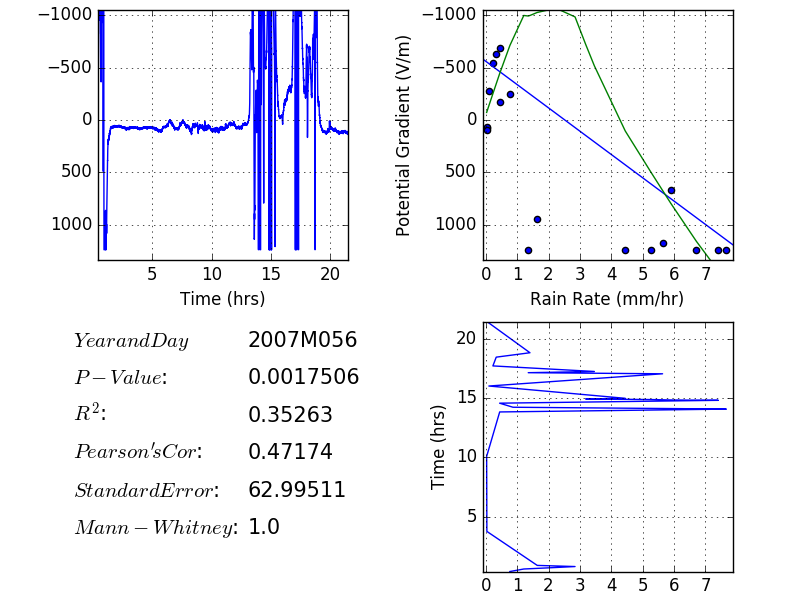 −1000
−500
0
500
1000
5 10 15 20
Time (hrs)
−1000
−500
0
500
1000
Potential Gradient (V/m)
0 1 2 3 4 5 6 7
Rain Rate (mm/hr)
YearandDay 2007M056
P−Value: 0.0017506
R²: 0.35263
Pearson'sCor: 0.47174
StandardError: 62.99511
Mann−Whitney: 1.0
20
15
10
5
Time (hrs)
0 1 2 3 4 5 6 7